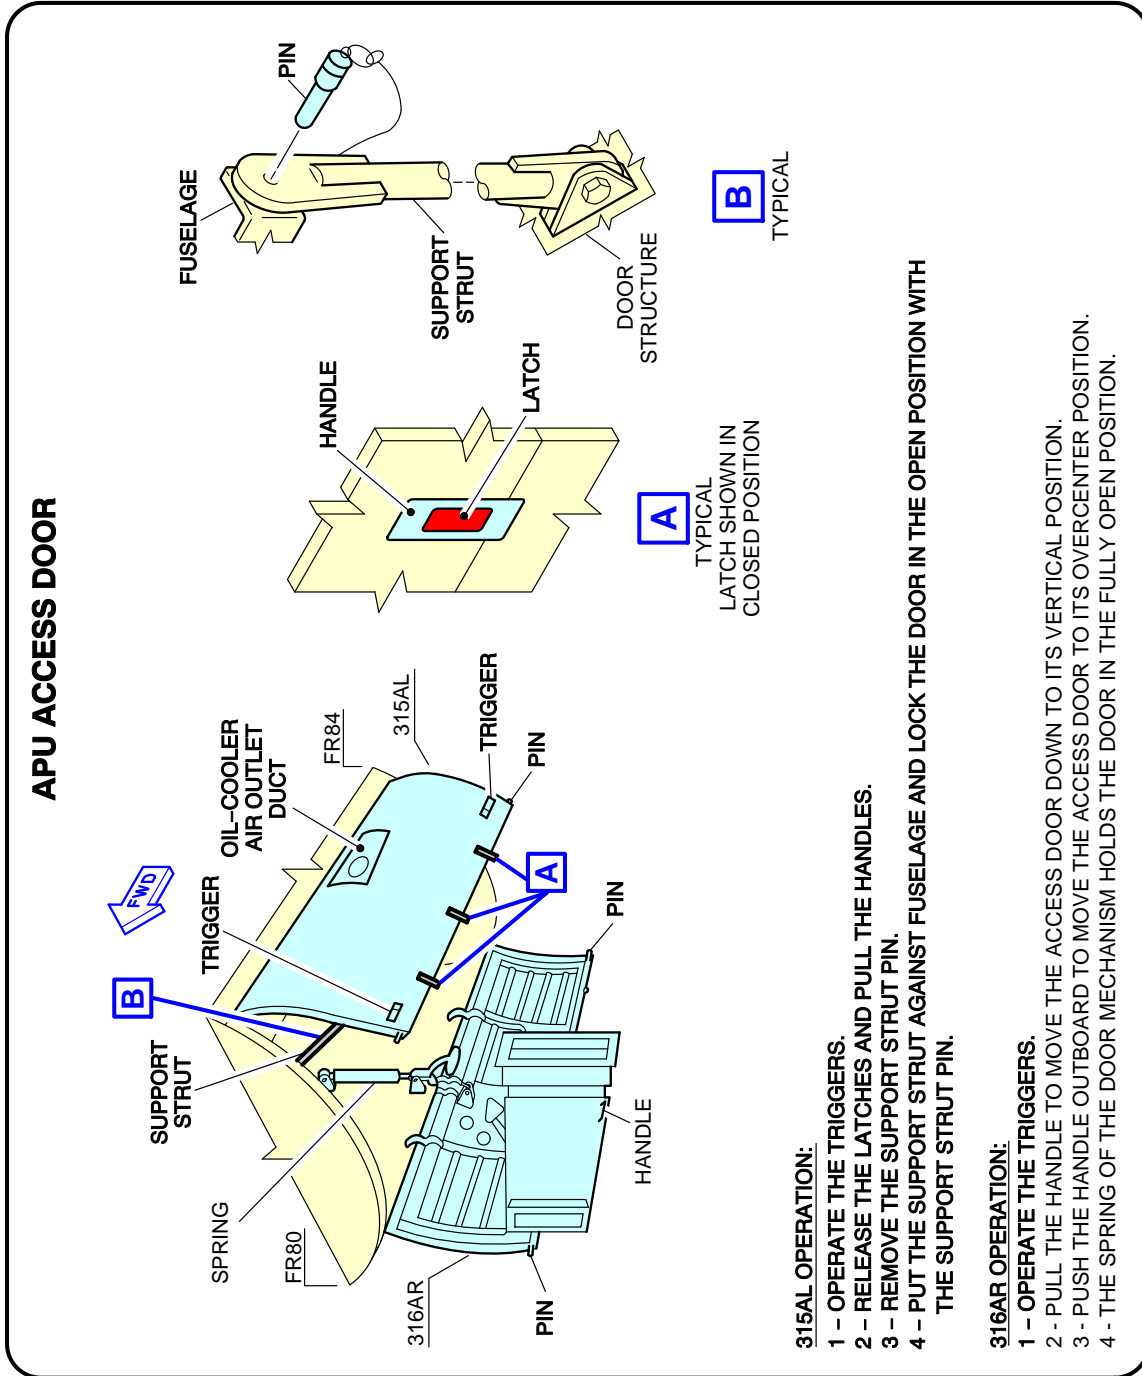 APU ACCESS DOOR
FWD
B
SUPPORT
STRUT
TRIGGER
OIL-COOLER
AIR OUTLET
DUCT
FR84
315AL
TRIGGER
PIN
A
PIN
SPRING
FR80
316AR
PIN
HANDLE
HANDLE
LATCH
A
TYPICAL
LATCH SHOWN IN
CLOSED POSITION
FUSELAGE
PIN
SUPPORT
STRUT
DOOR
STRUCTURE
B
TYPICAL
315AL OPERATION:
1 – OPERATE THE TRIGGERS.
2 – RELEASE THE LATCHES AND PULL THE HANDLES.
3 – REMOVE THE SUPPORT STRUT PIN.
4 – PUT THE SUPPORT STRUT AGAINST FUSELAGE AND LOCK THE DOOR IN THE OPEN POSITION WITH
THE SUPPORT STRUT PIN.
316AR OPERATION:
1 – OPERATE THE TRIGGERS.
2 - PULL THE HANDLE TO MOVE THE ACCESS DOOR DOWN TO ITS VERTICAL POSITION.
3 - PUSH THE HANDLE OUTBOARD TO MOVE THE ACCESS DOOR TO ITS OVERCENTER POSITION.
4 - THE SPRING OF THE DOOR MECHANISM HOLDS THE DOOR IN THE FULLY OPEN POSITION.